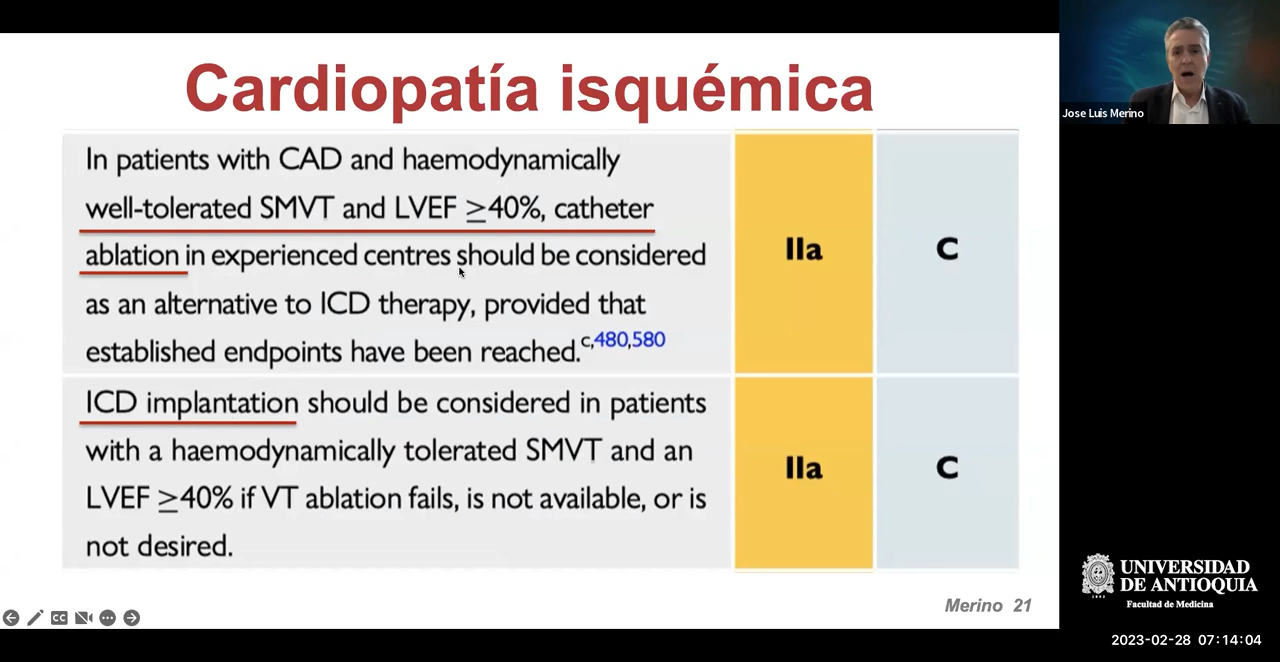 Cardiopatía isquémica
In patients with CAD and haemodynamically
well-tolerated SMVT and LVEF ≥40%, catheter
ablation in experienced centres should be considered
as an alternative to ICD therapy, provided that
established endpoints have been reached.c,480,580
IIa
C
ICD implantation should be considered in patients
with a haemodynamically tolerated SMVT and an
LVEF ≥40% if VT ablation fails, is not available, or is
not desired.
IIa
C
Merino 21
CC
Jose Luis Merino
UNIVERSIDAD
DE ANTIOQUIA
Facultad de Medicina
2023-02-28 07:14:04